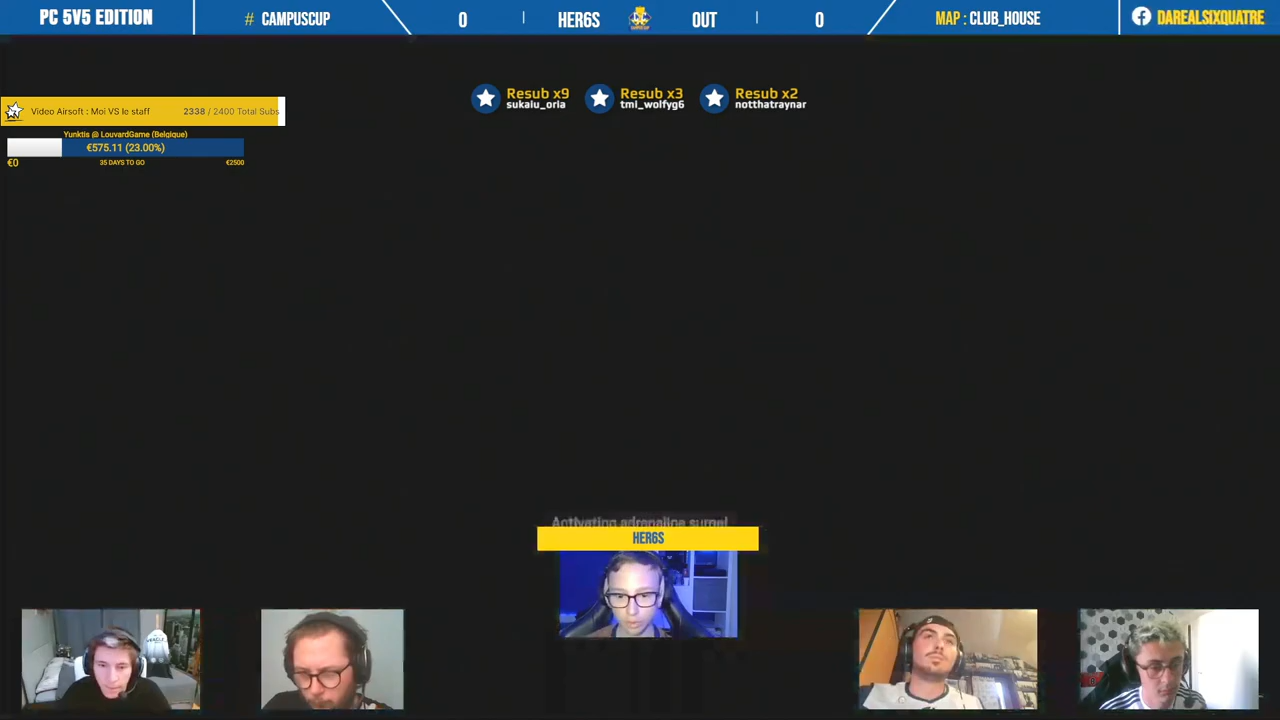 PC 5V5 EDITION
# CAMPUSCUP
0 | HER6S OUT | 0
MAP : CLUB_HOUSE
DAREALSIXQUATRE
Resub x9
sukaiu_oria
Resub x3
tmi_wolfyg6
Resub x2
notthatraynar
Video Airsoft : Moi VS le staff 2338 / 2400 Total Subs
Yunktis @ LouvardGame (Belgique)
€575.11 (23.00%)
€0 35 DAYS TO GO €2500
Activating adrenaline surge!
HER6S